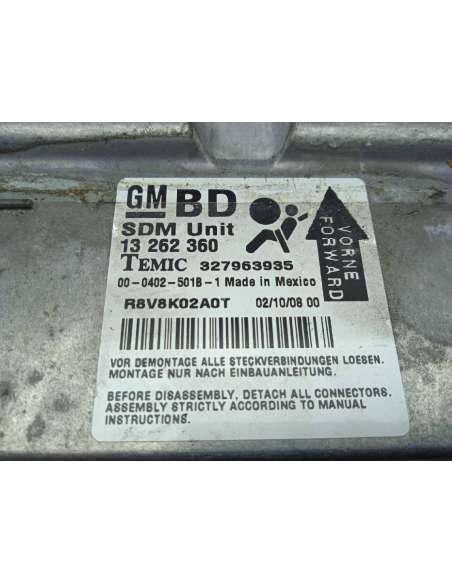 GM BD
SDM Unit
13 262 360
TEMIC 327963935
00-0402-501B-1 Made in Mexico
R8V8K02A0T 02/10/08 00
VORNE
FORWARD
VOR DEMONTAGE ALLE STECKVERBINDUNGEN LOESEN.
MONTAGE NUR NACH EINBAUANLEITUNG.
BEFORE DISASSEMBLY, DETACH ALL CONNECTORS.
ASSEMBLY STRICTLY ACCORDING TO MANUAL
INSTRUCTIONS.